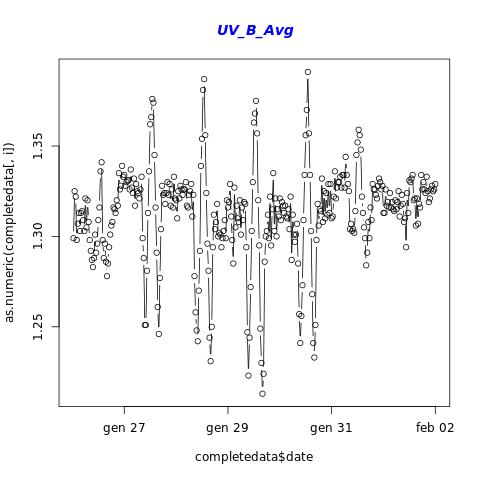 UV_B_Avg
as.numeric(completedata[, i])
1.35
1.30
1.25
gen 27
gen 29
gen 31
feb 02
completedata$date